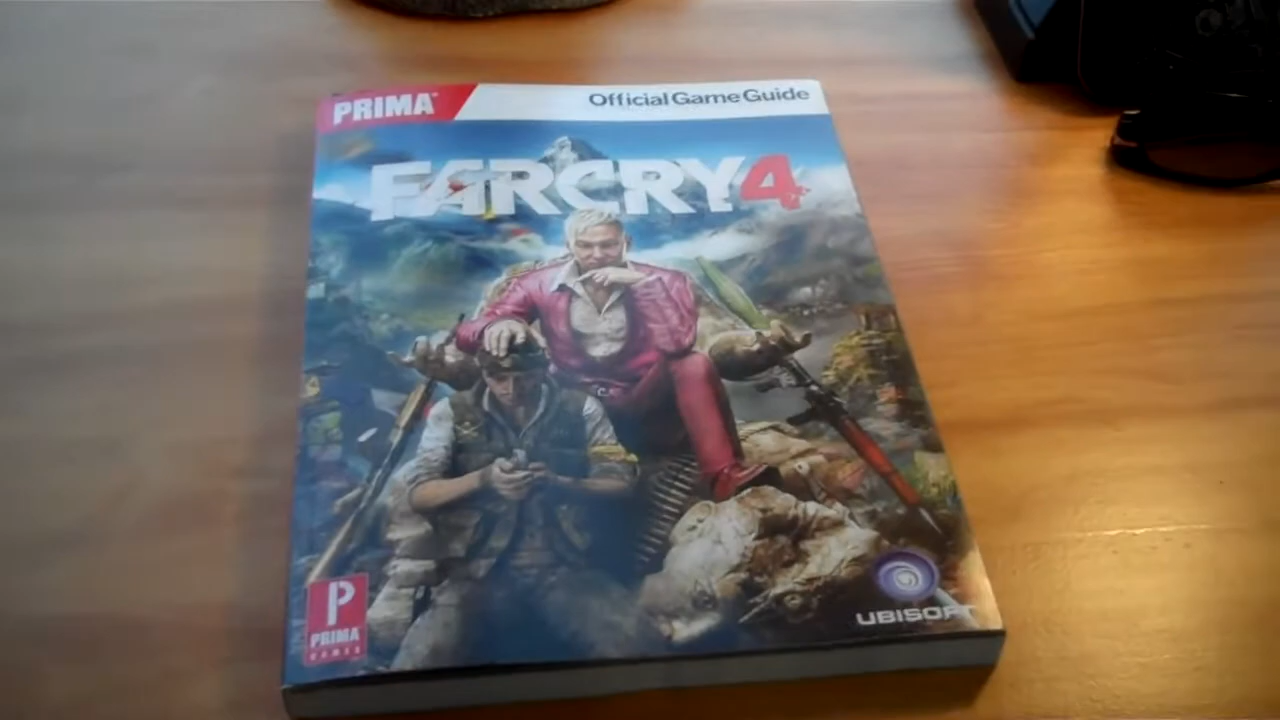 PRIMA
Official Game Guide
FARCRY4
PRIMA
GAMES
UBISOFT